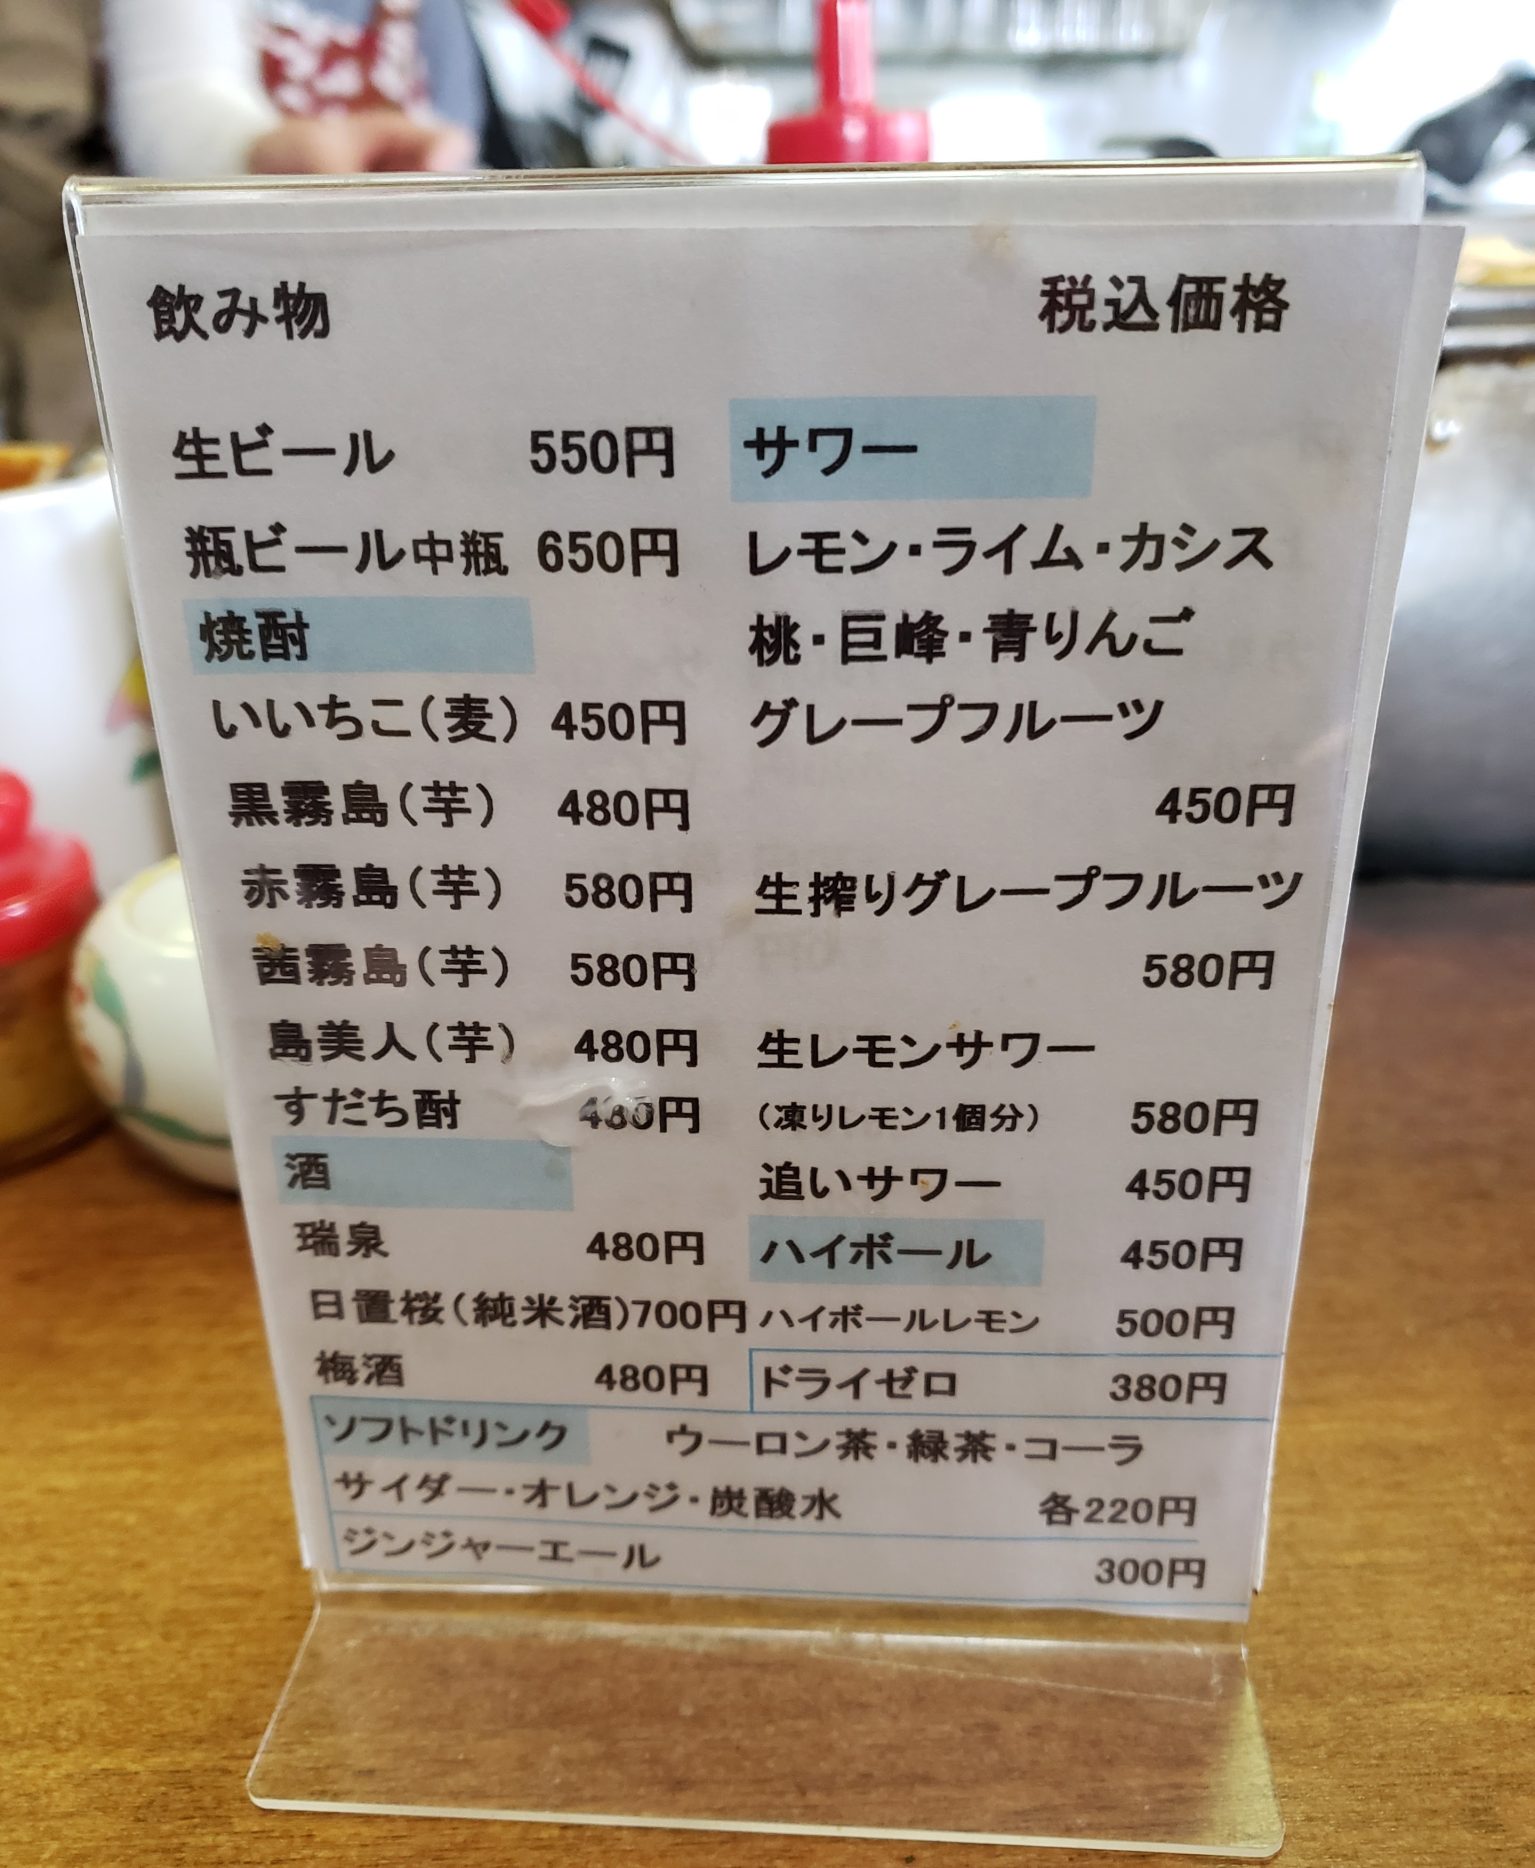 飲み物 税込価格
生ビール 550円
瓶ビール中瓶 650円
焼酎
いいちこ(麦) 450円
黒霧島(芋) 480円
赤霧島(芋) 580円
茜霧島(芋) 580円
島美人(芋) 480円
すだち酎 480円
酒
瑞泉 480円
日置桜(純米酒)700円
梅酒 480円
サワー
レモン・ライム・カシス
桃・巨峰・青りんご
グレープフルーツ
450円
生搾りグレープフルーツ
580円
生レモンサワー
(凍りレモン1個分) 580円
追いサワー 450円
ハイボール 450円
ハイボールレモン 500円
ドライゼロ 380円
ソフトドリンク ウーロン茶・緑茶・コーラ
サイダー・オレンジ・炭酸水 各220円
ジンジャーエール 300円